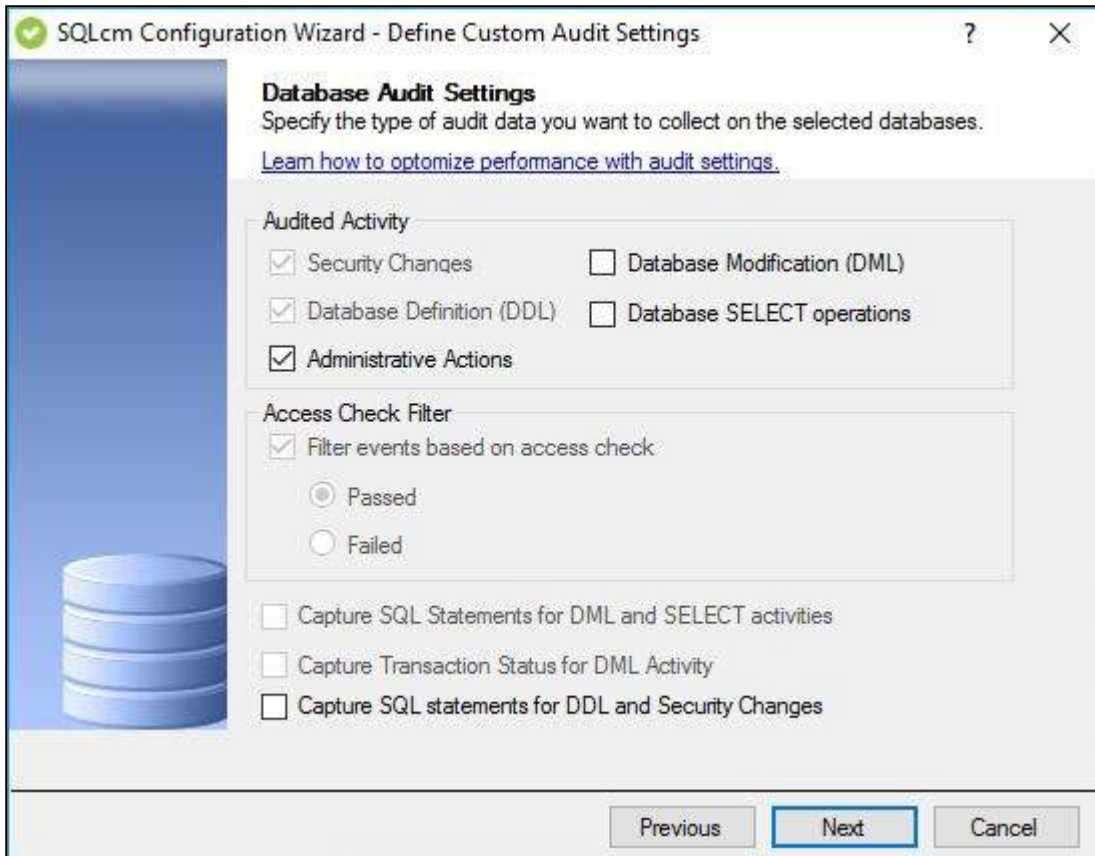 SQLcm Configuration Wizard - Define Custom Audit Settings ?
Database Audit Settings
Specify the type of audit data you want to collect on the selected databases.
Learn how to optomize performance with audit settings.
Audited Activity
Security Changes
Database Modification (DML)
Database Definition (DDL)
Database SELECT operations
Administrative Actions
Access Check Filter
Filter events based on access check
Passed
Failed
Capture SQL Statements for DML and SELECT activities
Capture Transaction Status for DML Activity
Capture SQL statements for DDL and Security Changes
Previous
Next
Cancel